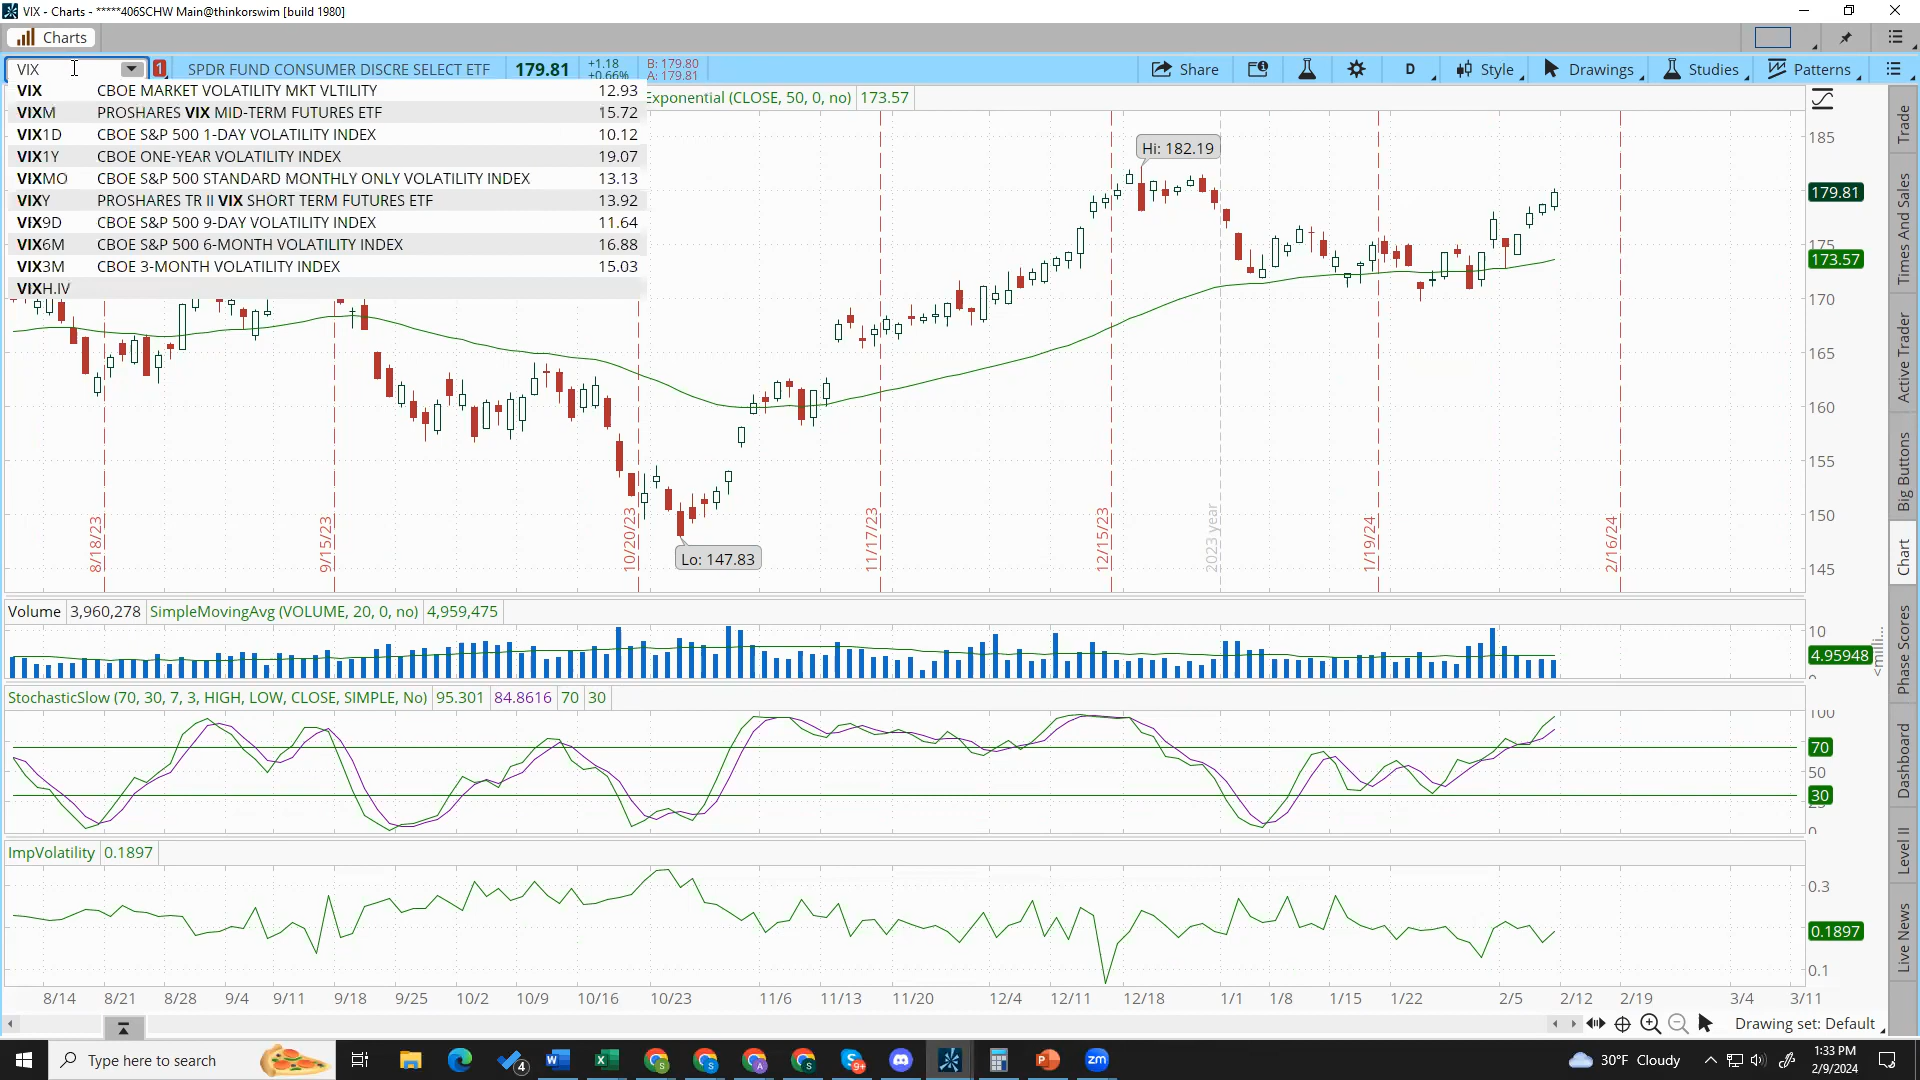 VIX - Charts - *****406SCHW Main@thinkorswim [build 1980]
Charts
VIX 1 SPDR FUND CONSUMER DISCRE SELECT ETF 179.81 +1.18 +0.66% B: 179.80 A: 179.81 Share D Style Drawings Studies Patterns
VIX CBOE MARKET VOLATILITY MKT VLTILITY 12.93
VIXM PROSHARES VIX MID-TERM FUTURES ETF 15.72
VIX1D CBOE S&P 500 1-DAY VOLATILITY INDEX 10.12
VIX1Y CBOE ONE-YEAR VOLATILITY INDEX 19.07
VIXMO CBOE S&P 500 STANDARD MONTHLY ONLY VOLATILITY INDEX 13.13
VIXY PROSHARES TR II VIX SHORT TERM FUTURES ETF 13.92
VIX9D CBOE S&P 500 9-DAY VOLATILITY INDEX 11.64
VIX6M CBOE S&P 500 6-MONTH VOLATILITY INDEX 16.88
VIX3M CBOE 3-MONTH VOLATILITY INDEX 15.03
VIXH.IV
Exponential (CLOSE, 50, 0, no) 173.57
Hi: 182.19
Lo: 147.83
185
179.81
175
173.57
170
165
160
155
150
145
8/18/23 9/15/23 10/20/23 11/17/23 12/15/23 2023 year 1/19/24 2/16/24
Volume 3,960,278 SimpleMovingAvg (VOLUME, 20, 0, no) 4,959,475
10
4.95948
<milli...
StochasticSlow (70, 30, 7, 3, HIGH, LOW, CLOSE, SIMPLE, No) 95.301 84.8616 70 30
100
70
50
30
0
ImpVolatility 0.1897
0.3
0.1897
0.1
8/14 8/21 8/28 9/4 9/11 9/18 9/25 10/2 10/9 10/16 10/23 11/6 11/13 11/20 12/4 12/11 12/18 1/1 1/8 1/15 1/22 2/5 2/12 2/19 3/4 3/11
Drawing set: Default
Trade
Times And Sales
Active Trader
Big Buttons
Chart
Phase Scores
Dashboard
Level II
Live News
Type here to search
4
9+
zm
30°F Cloudy
1:33 PM
2/9/2024